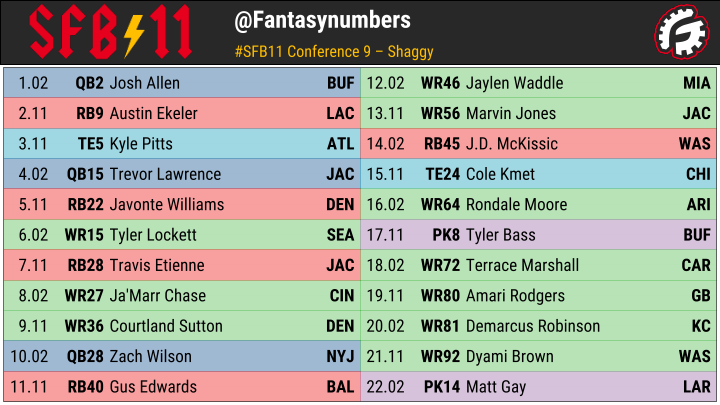 SFB⚡11
@Fantasynumbers
#SFB11 Conference 9 – Shaggy
1.02 QB2 Josh Allen BUF
2.11 RB9 Austin Ekeler LAC
3.11 TE5 Kyle Pitts ATL
4.02 QB15 Trevor Lawrence JAC
5.11 RB22 Javonte Williams DEN
6.02 WR15 Tyler Lockett SEA
7.11 RB28 Travis Etienne JAC
8.02 WR27 Ja'Marr Chase CIN
9.11 WR36 Courtland Sutton DEN
10.02 QB28 Zach Wilson NYJ
11.11 RB40 Gus Edwards BAL
12.02 WR46 Jaylen Waddle MIA
13.11 WR56 Marvin Jones JAC
14.02 RB45 J.D. McKissic WAS
15.11 TE24 Cole Kmet CHI
16.02 WR64 Rondale Moore ARI
17.11 PK8 Tyler Bass BUF
18.02 WR72 Terrace Marshall CAR
19.11 WR80 Amari Rodgers GB
20.02 WR81 Demarcus Robinson KC
21.11 WR92 Dyami Brown WAS
22.02 PK14 Matt Gay LAR